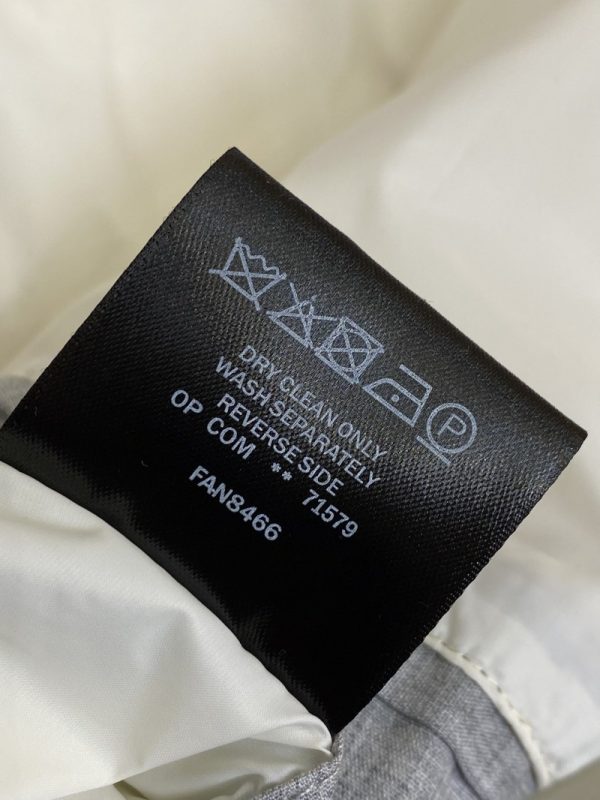 P
DRY CLEAN ONLY
WASH SEPARATELY
REVERSE SIDE
OP COM ** 71579
FAN8466